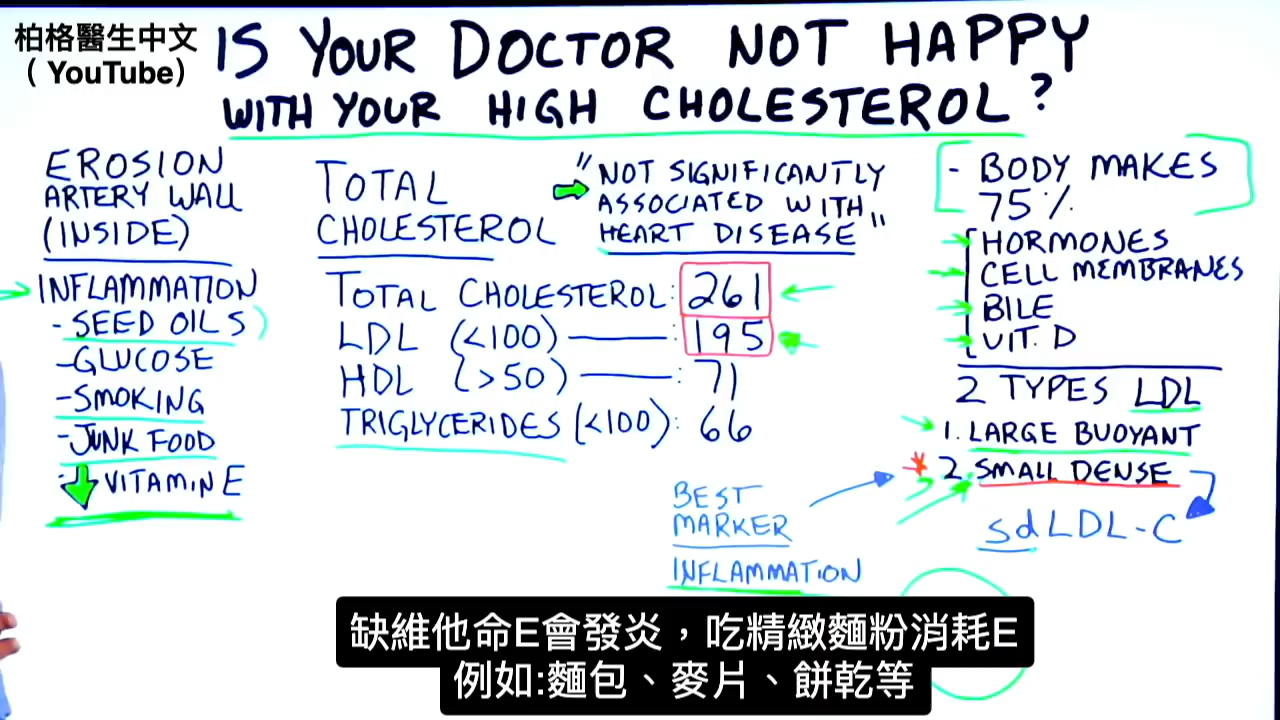 柏格醫生中文
（YouTube）
IS YOUR DOCTOR NOT HAPPY
WITH YOUR HIGH CHOLESTEROL?
EROSION
ARTERY WALL
(INSIDE)
INFLAMMATION
- SEED OILS
- GLUCOSE
- SMOKING
- JUNK FOOD
- VITAMIN E
TOTAL
CHOLESTEROL
"NOT SIGNIFICANTLY
ASSOCIATED WITH
HEART DISEASE"
TOTAL CHOLESTEROL: 261
LDL (<100) : 195
HDL (>50) : 71
TRIGLYCERIDES (<100): 66
BEST
MARKER
INFLAMMATION
- BODY MAKES
75%
HORMONES
CELL MEMBRANES
BILE
VIT. D
2 TYPES LDL
1. LARGE BUOYANT
* 2. SMALL DENSE
sdLDL-C
缺維他命E會發炎，吃精緻麵粉消耗E
例如:麵包、麥片、餅乾等